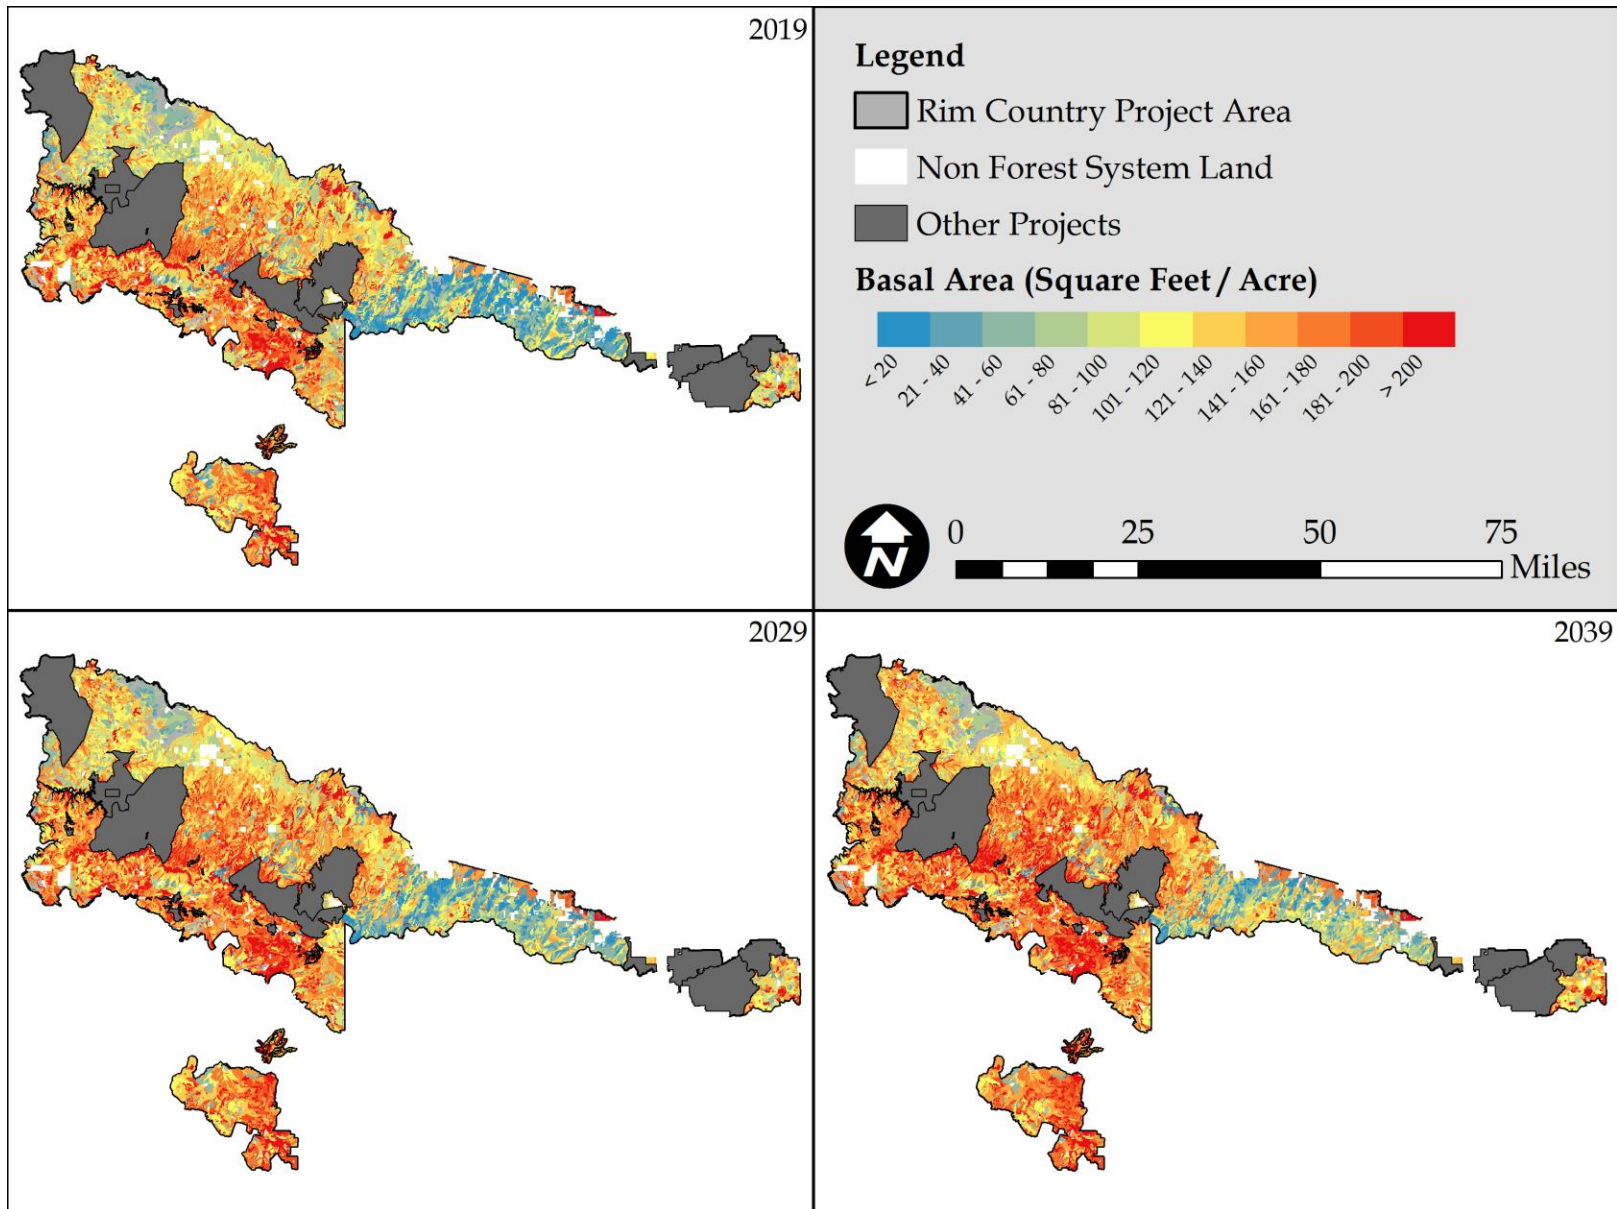 2019
Legend
Rim Country Project Area
Non Forest System Land
Other Projects
Basal Area (Square Feet / Acre)
< 20
21 - 40
41 - 60
61 - 80
81 - 100
101 - 120
121 - 140
141 - 160
161 - 180
181 - 200
> 200
N
0 25 50 75
Miles
2029
2039